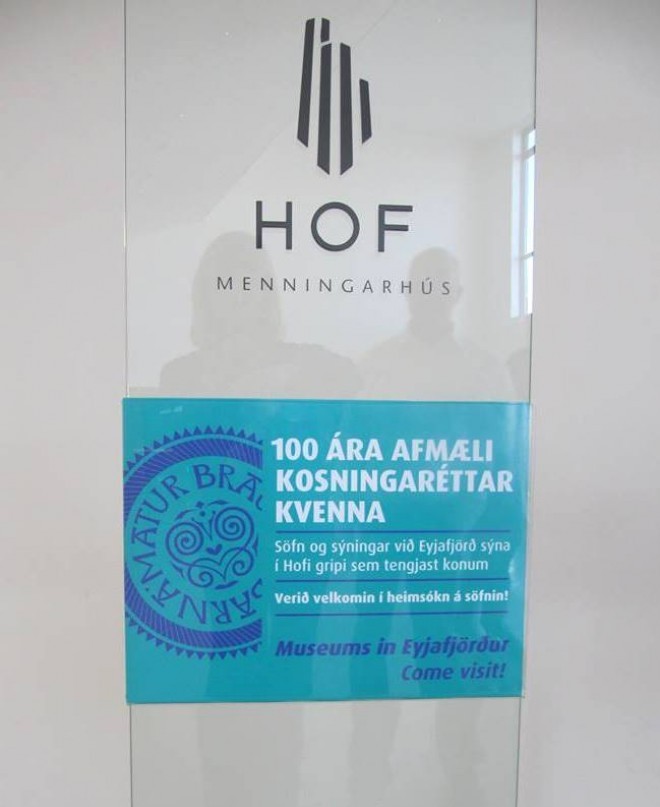 HOF
MENNINGARHÚS
100 ÁRA AFMÆLI
KOSNINGARÉTTAR
KVENNA
Söfn og sýningar við Eyjafjörð sýna
í Hofi gripi sem tengjast konum
Verið velkomin í heimsókn á söfnin!
Museums in Eyjafjörður
Come visit!